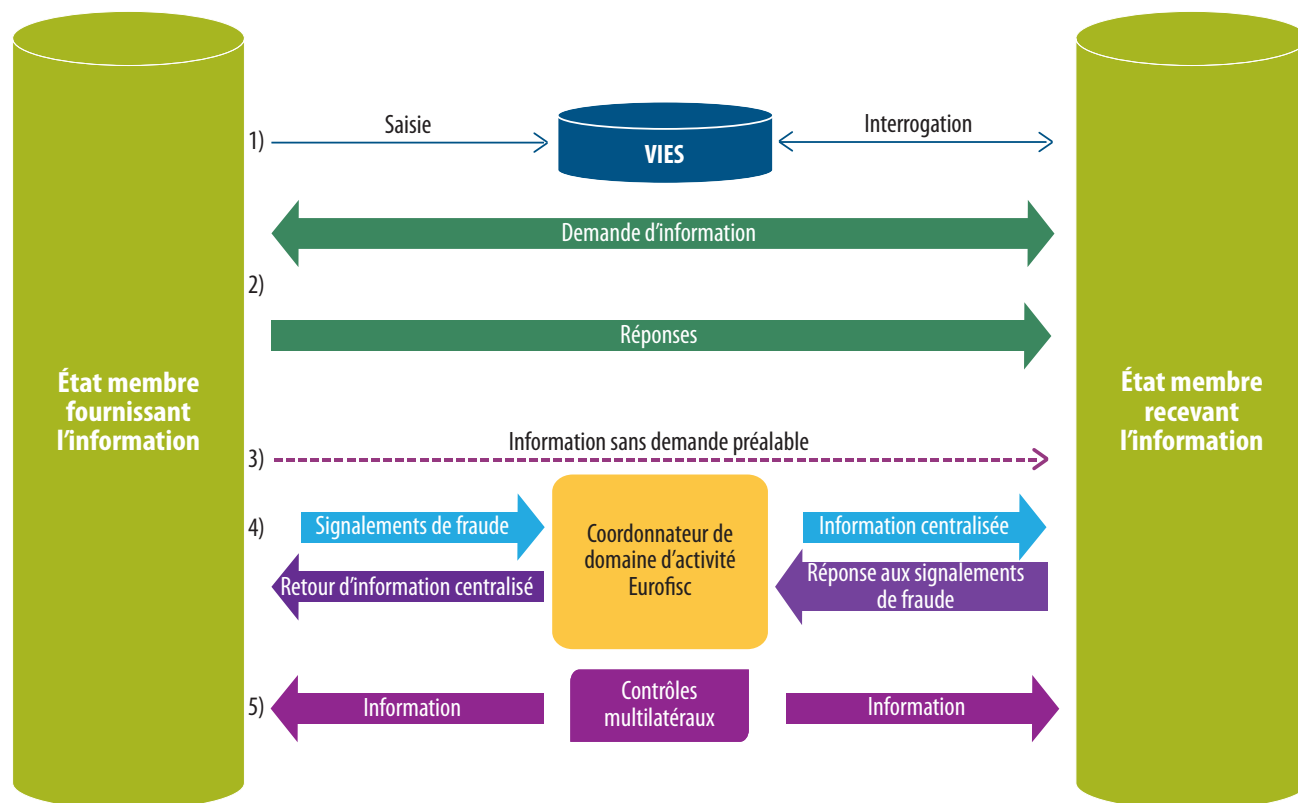 1)
Saisie
VIES
Interrogation
Demande d'information
2)
Réponses
État membre
fournissant
l'information
État membre
recevant
l'information
3)
Information sans demande préalable
4)
Signalements de fraude
Coordonnateur de
domaine d'activité
Eurofisc
Information centralisée
Retour d'information centralisé
Réponse aux signalements
de fraude
5)
Information
Contrôles
multilatéraux
Information